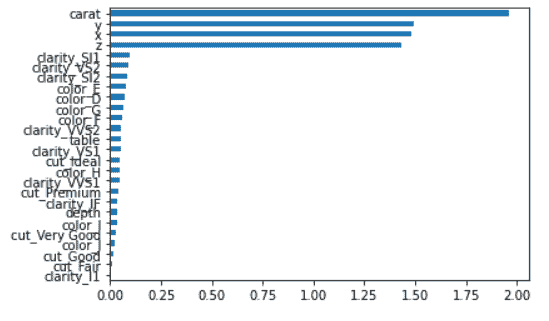 carat
y
x
z
clarity_SI1
clarity_VS2
clarity_SI2
color_E
color_D
color_G
color_F
clarity_VVS2
table
clarity_VS1
cut_Ideal
color_H
clarity_VVS1
cut_Premium
clarity_IF
depth
color_I
cut_Very Good
color_J
cut_Good
cut_Fair
clarity_I1
0.00 0.25 0.50 0.75 1.00 1.25 1.50 1.75 2.00